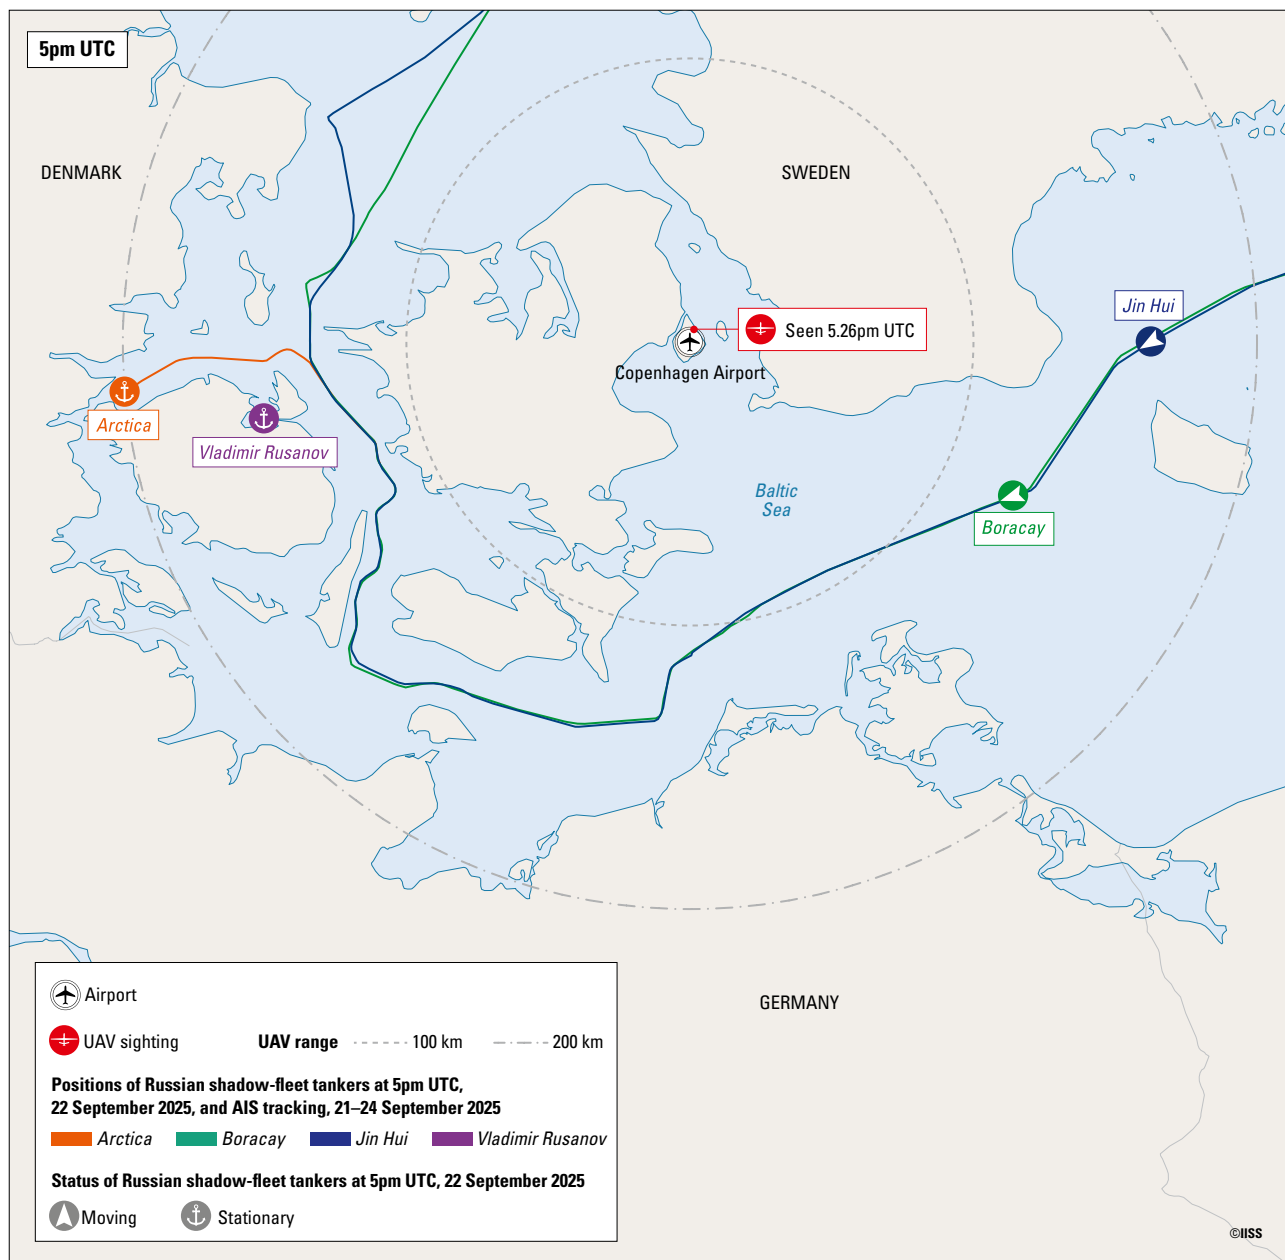 5pm UTC
DENMARK
SWEDEN
Jin Hui
Seen 5.26pm UTC
Copenhagen Airport
Arctica
Vladimir Rusanov
Baltic
Sea
Boracay
GERMANY
Airport
UAV sighting
UAV range
100 km
200 km
Positions of Russian shadow-fleet tankers at 5pm UTC,
22 September 2025, and AIS tracking, 21–24 September 2025
Arctica
Boracay
Jin Hui
Vladimir Rusanov
Status of Russian shadow-fleet tankers at 5pm UTC, 22 September 2025
Moving
Stationary
©IISS